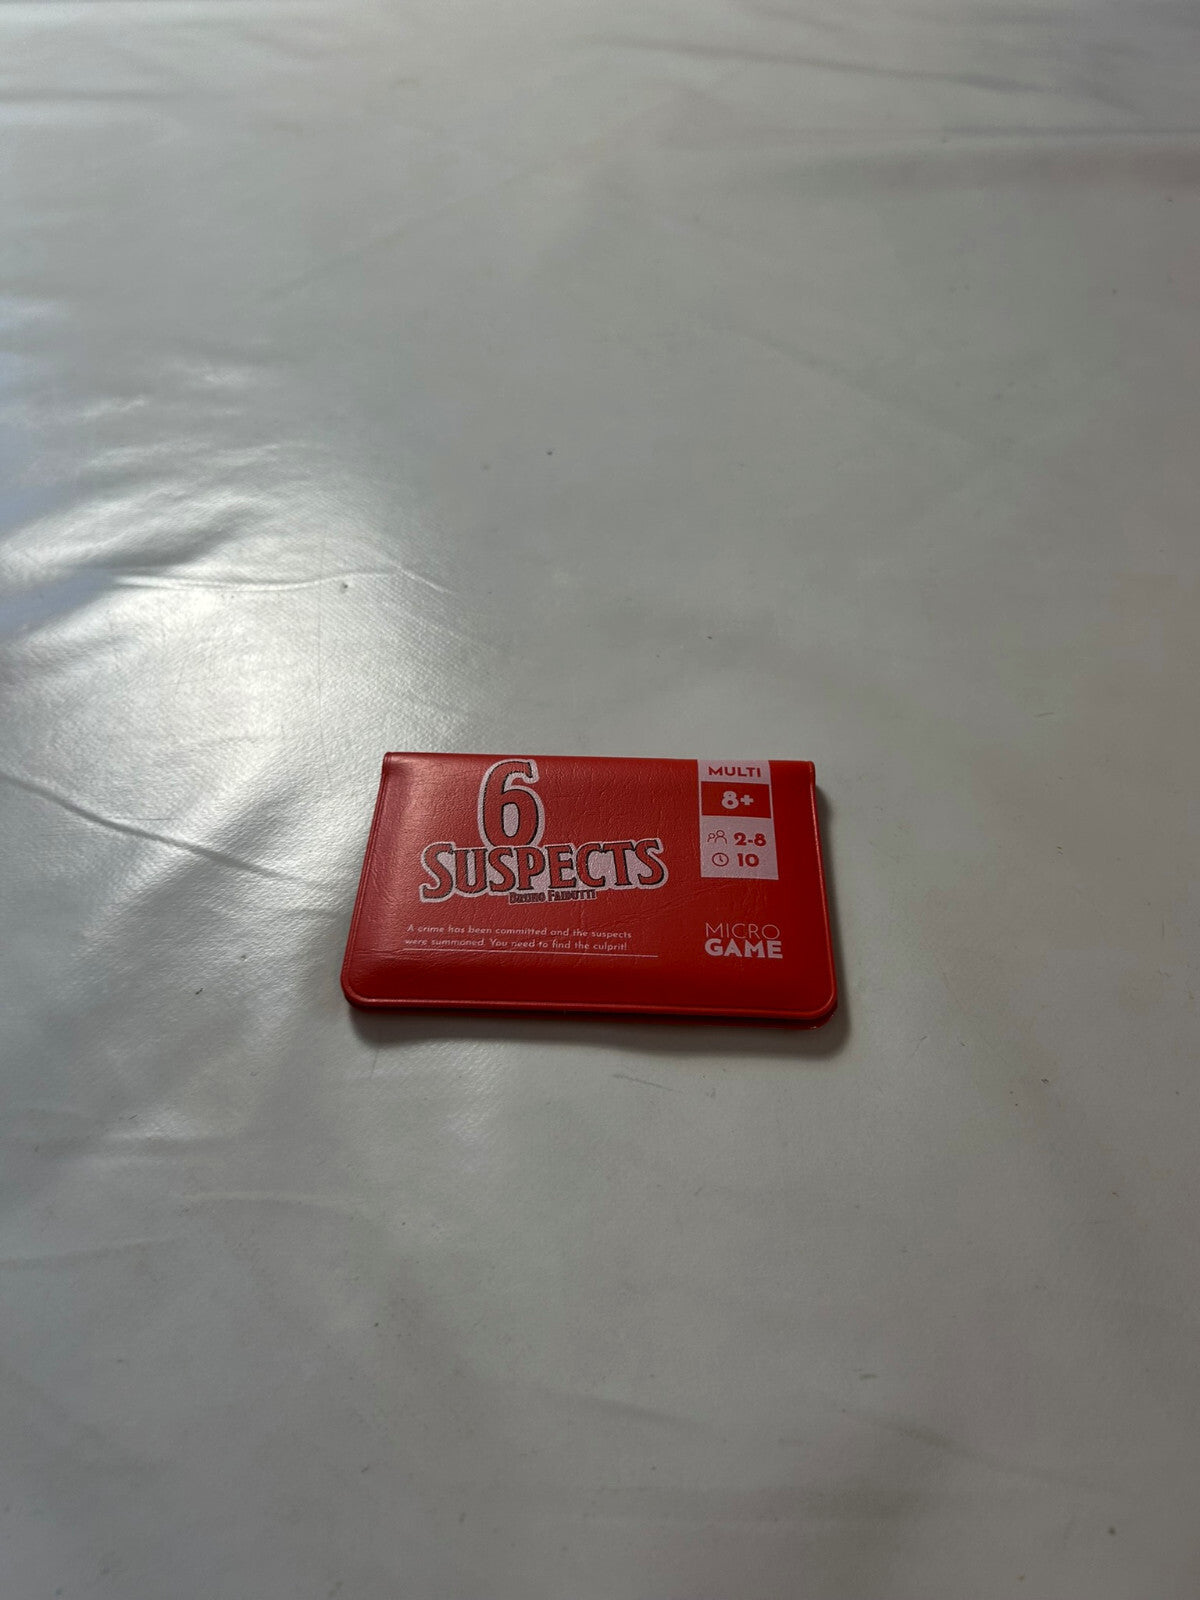 6
SUSPECTS
BRUNO FAIDUTTI
A crime has been committed and the suspects
were summoned. You need to find the culprit!
MULTI
8+
2-8
10
MICRO
GAME